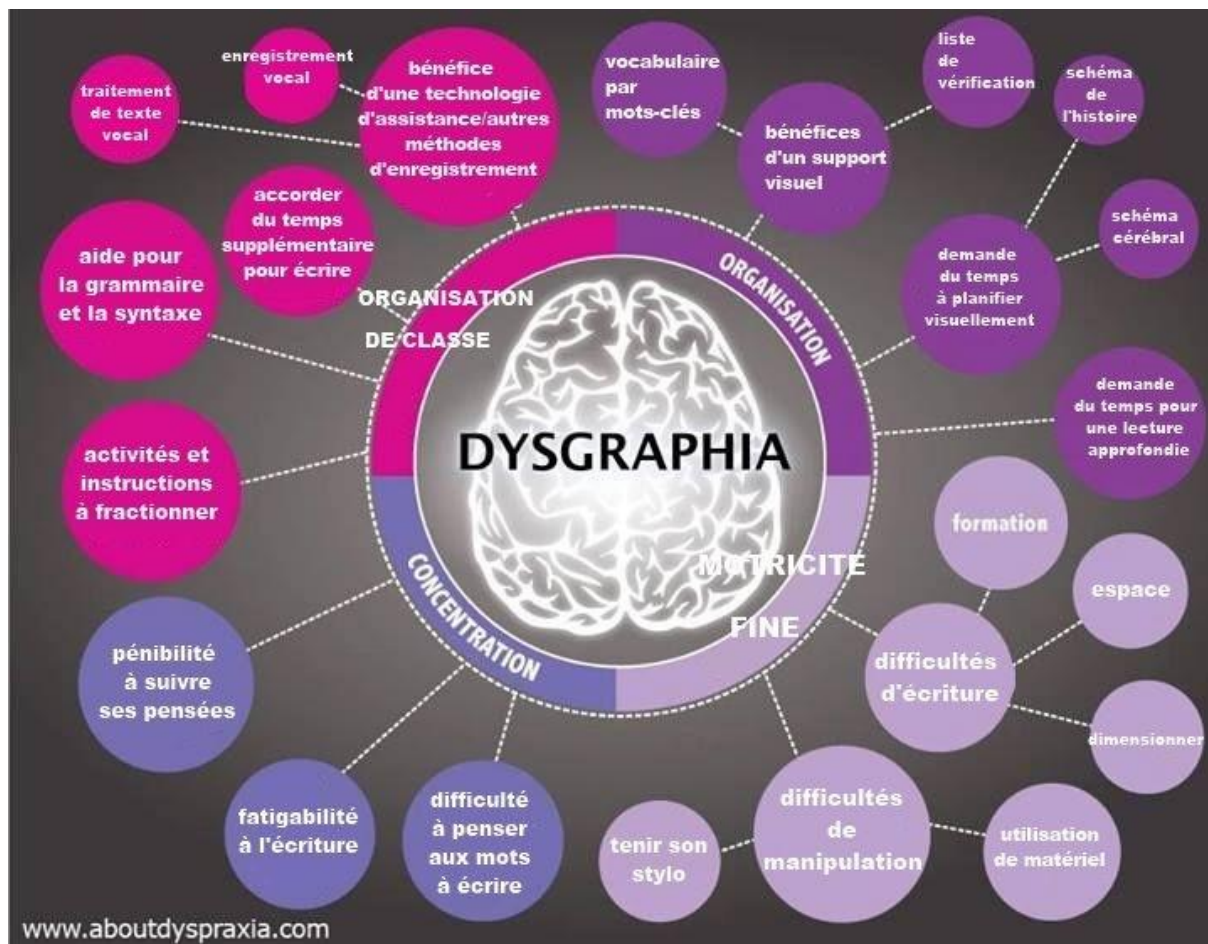 enregistrement
vocal
traitement
de texte
vocal
bénéfice
d'une technologie
d'assistance/autres
méthodes
d'enregistrement
accorder
du temps
supplémentaire
pour écrire
aide pour
la grammaire
et la syntaxe
activités et
instructions
à fractionner
ORGANISATION
DE CLASSE
vocabulaire
par
mots-clés
liste
de
vérification
bénéfices
d'un support
visuel
schéma
de
l'histoire
schéma
cérébral
demande
du temps
à planifier
visuellement
demande
du temps pour
une lecture
approfondie
ORGANISATION
DYSGRAPHIA
CONCENTRATION
pénibilité
à suivre
ses pensées
fatigabilité
à l'écriture
difficulté
à penser
aux mots
à écrire
MOTRICITE
FINE
formation
espace
difficultés
d'écriture
dimensionner
difficultés
de
manipulation
tenir son
stylo
utilisation
de matériel
www.aboutdyspraxia.com